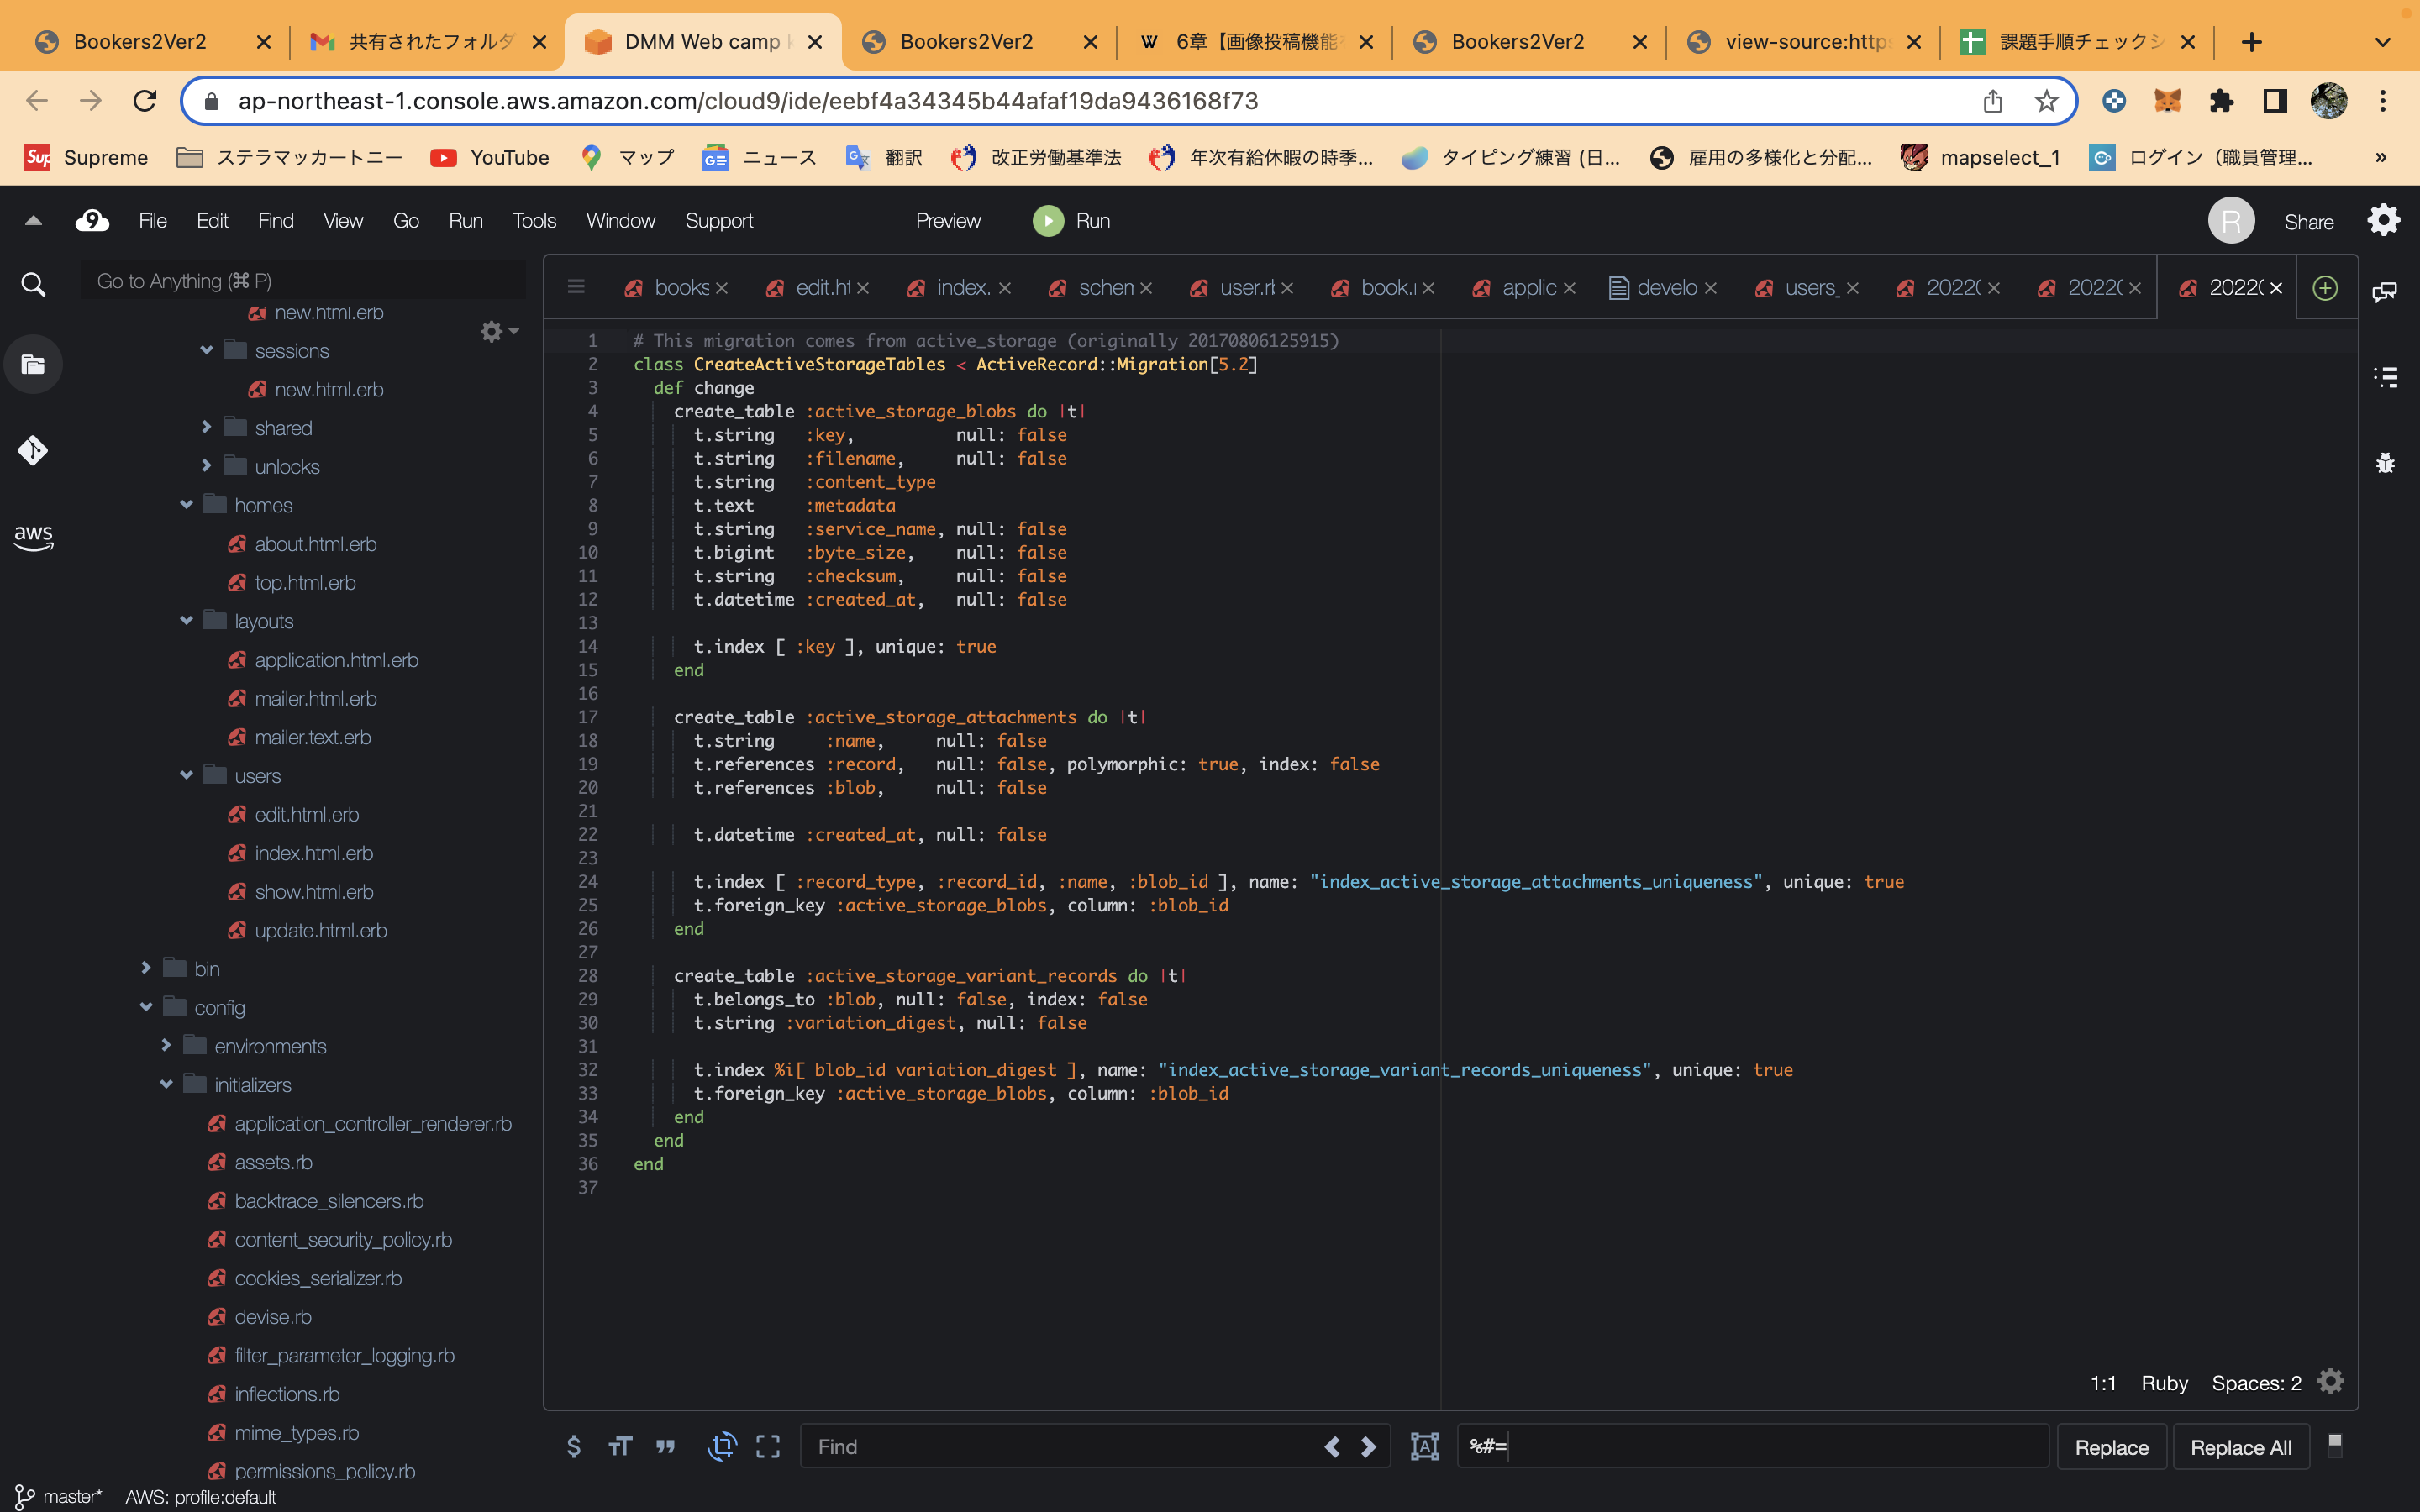 Bookers2Ver2
共有されたフォルダ
DMM Web camp
Bookers2Ver2
6章【画像投稿機能
Bookers2Ver2
view-source:https
課題手順チェックシ
ap-northeast-1.console.aws.amazon.com/cloud9/ide/eebf4a34345b44afaf19da9436168f73
Supreme
ステラマッカートニー
YouTube
マップ
ニュース
翻訳
改正労働基準法
年次有給休暇の時季...
タイピング練習 (日...
雇用の多様化と分配...
mapselect_1
ログイン（職員管理...
»
File Edit Find View Go Run Tools Window Support Preview Run
R Share
Go to Anything (⌘ P)
books edit.ht index. schem user.rb book.r applic develo users_ 2022( 2022( 2022(
new.html.erb
sessions
new.html.erb
shared
unlocks
homes
about.html.erb
top.html.erb
layouts
application.html.erb
mailer.html.erb
mailer.text.erb
users
edit.html.erb
index.html.erb
show.html.erb
update.html.erb
bin
config
environments
initializers
application_controller_renderer.rb
assets.rb
backtrace_silencers.rb
content_security_policy.rb
cookies_serializer.rb
devise.rb
filter_parameter_logging.rb
inflections.rb
mime_types.rb
permissions_policy.rb
aws
1 # This migration comes from active_storage (originally 20170806125915)
2 class CreateActiveStorageTables < ActiveRecord::Migration[5.2]
3 def change
4 create_table :active_storage_blobs do |t|
5 t.string :key, null: false
6 t.string :filename, null: false
7 t.string :content_type
8 t.text :metadata
9 t.string :service_name, null: false
10 t.bigint :byte_size, null: false
11 t.string :checksum, null: false
12 t.datetime :created_at, null: false
13
14 t.index [ :key ], unique: true
15 end
16
17 create_table :active_storage_attachments do |t|
18 t.string :name, null: false
19 t.references :record, null: false, polymorphic: true, index: false
20 t.references :blob, null: false
21
22 t.datetime :created_at, null: false
23
24 t.index [ :record_type, :record_id, :name, :blob_id ], name: "index_active_storage_attachments_uniqueness", unique: true
25 t.foreign_key :active_storage_blobs, column: :blob_id
26 end
27
28 create_table :active_storage_variant_records do |t|
29 t.belongs_to :blob, null: false, index: false
30 t.string :variation_digest, null: false
31
32 t.index %i[ blob_id variation_digest ], name: "index_active_storage_variant_records_uniqueness", unique: true
33 t.foreign_key :active_storage_blobs, column: :blob_id
34 end
35 end
36 end
37
1:1 Ruby Spaces: 2
Find
%#=
Replace
Replace All
master* AWS: profile:default